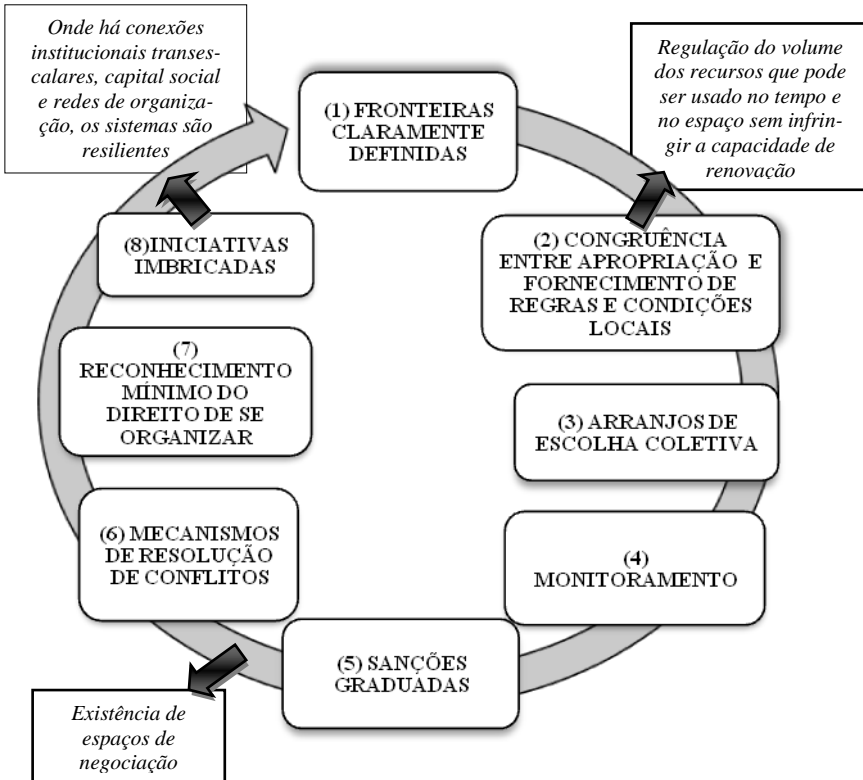 Onde há conexões
institucionais transes-
calares, capital social
e redes de organiza-
ção, os sistemas são
resilientes
Regulação do volume
dos recursos que pode
ser usado no tempo e
no espaço sem infrin-
gir a capacidade de
renovação
(1) FRONTEIRAS
CLARAMENTE
DEFINIDAS
(2) CONGRUÊNCIA
ENTRE APROPRIAÇÃO E
FORNECIMENTO DE
REGRAS E CONDIÇÕES
LOCAIS
(3) ARRANJOS DE
ESCOLHA COLETIVA
(4)
MONITORAMENTO
(5) SANÇÕES
GRADUADAS
(6) MECANISMOS
DE RESOLUÇÃO
DE CONFLITOS
(7)
RECONHECIMENTO
MÍNIMO DO
DIREITO DE SE
ORGANIZAR
(8)INICIATIVAS
IMBRICADAS
Existência de
espaços de
negociação